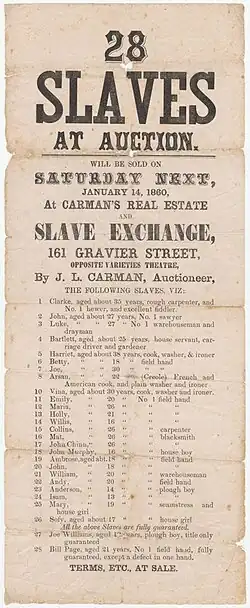 28
SLAVES
AT AUCTION.
WILL BE SOLD ON
SATURDAY NEXT,
JANUARY 14, 1860,
At CARMAN'S REAL ESTATE
AND
SLAVE EXCHANGE,
161 GRAVIER STREET,
OPPOSITE VARIETIES THEATRE,
By J. L. CARMAN, Auctioneer,
THE FOLLOWING SLAVES, VIZ:
1 Clarke, aged about 35 years, rough carpenter, and
No. 1 hewer, and excellent fiddler.
2 John, aged about 27 years, No. 1 sawyer
3 Luke, " " 27 " No 1 warehouseman and
drayman
4 Bartlett, aged about 25 years, house servant, car-
riage driver and gardener
5 Harriet, aged about 38 years, cook, washer, & ironer
6 Betty, " " 18 " field hand
7 Joe, " " 30 " "
8 " 22 " (Creole) French and
American cook, and plain washer and ironer
10 Vina, aged about 30 years, cook, washer and ironer.
11 Emily, " 20 " No 1 field hand
12 Maria, " 26 " "
13 Holly, " 21 " "
14 Willis, " 16 " "
15 Collins, " 26 " carpenter
16 Mat, " 20 " blacksmith
17 John Chism, " 26 " "
18 John Murphy, " 16 " house boy
19 Ambrose, aged abt. 18 " field hand
20 John, " 18 " "
21 William, " 20 " warehouseman
22 Andy, " 20 " field hand
23 Anderson, " 14 " plough boy
24 Isam, " 13 " "
25 Mary, " 19 " seamstress and
house girl
26 Sofy, aged about 17 " house girl
All the above Slaves are fully guaranteed.
27 Joe Williams, aged 12 years, plough boy, title only
guaranteed
28 Bill Page, aged 21 years, No. 1 field hand, fully
guaranteed, except a defect in one hand.
TERMS, ETC., AT SALE.